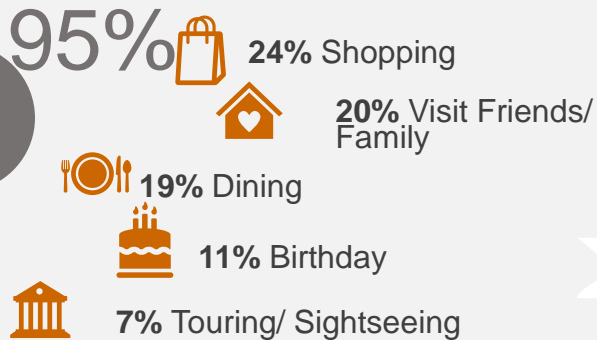 95%
24% Shopping
20% Visit Friends/
Family
19% Dining
11% Birthday
7% Touring/ Sightseeing